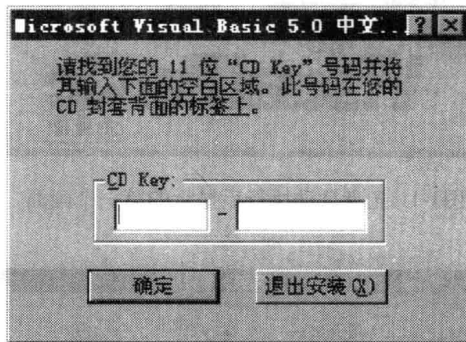 Microsoft Visual Basic 5.0 中文...
请找到您的 11 位“CD Key”号码并将
其输入下面的空白区域。此号码在您的
CD 封套背面的标签上。
CD Key:
-
确定
退出安装(X)